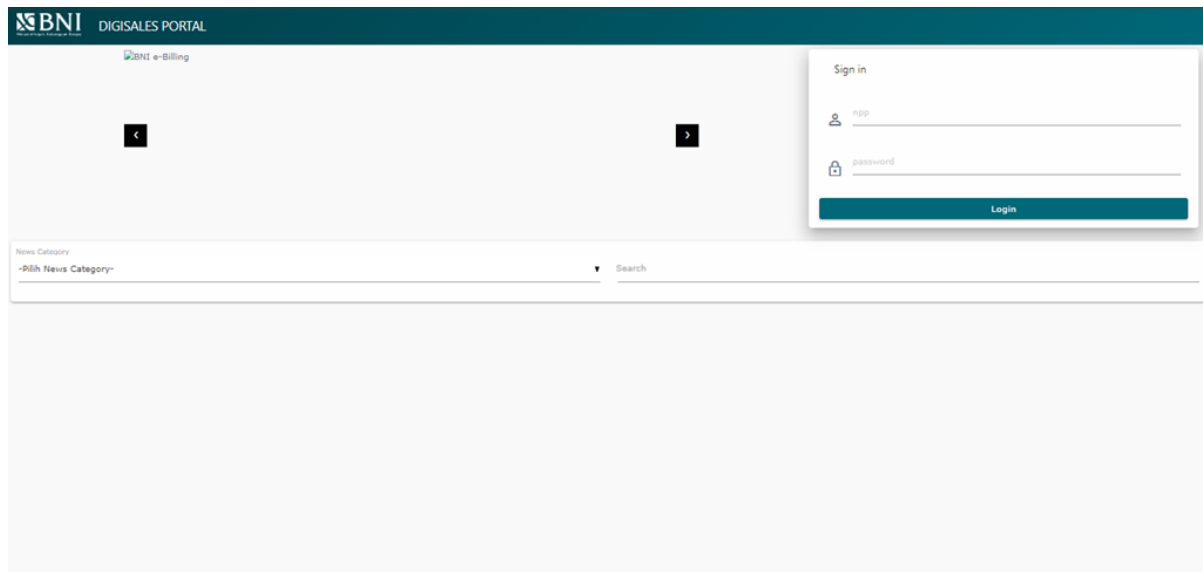 BNI DIGISALES PORTAL
BNI e-Billing
Sign in
npp
password
Login
News Category
-Pilih News Category-
Search